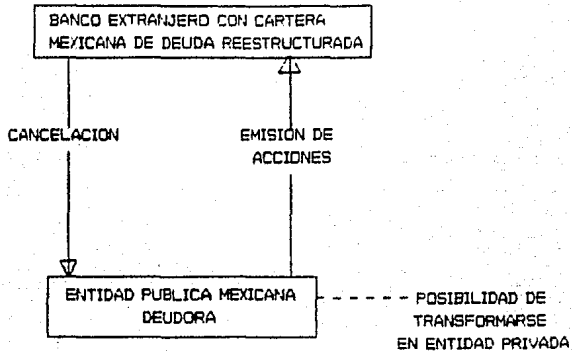 BANCO EXTRANJERO CON CARTERA
MEXICANA DE DEUDA REESTRUCTURADA
CANCELACION
EMISION DE
ACCIONES
ENTIDAD PUBLICA MEXICANA
DEUDORA
POSIBILIDAD DE
TRANSFORMARSE
EN ENTIDAD PRIVADA